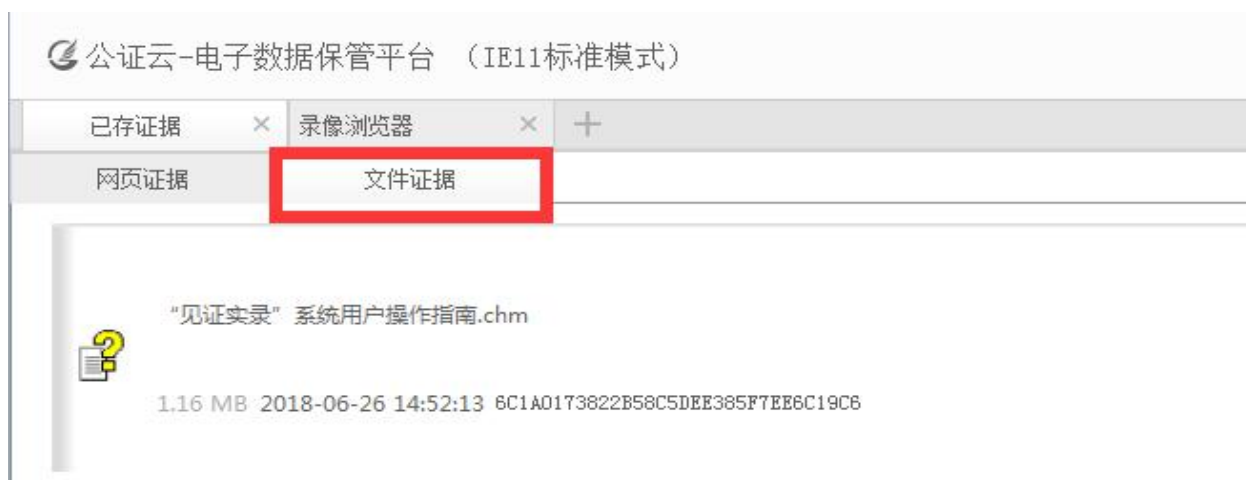 公证云-电子数据保管平台 （IE11标准模式）
已存证据 × 录像浏览器 × +
网页证据 文件证据
“见证实录”系统用户操作指南.chm
1.16 MB 2018-06-26 14:52:13 6C1A0173822B58C5DEE385F7EE6C19C6